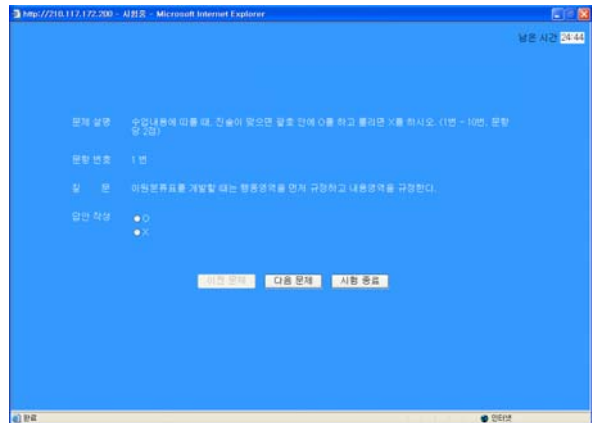 http://210.117.172.200 - 시험중 - Microsoft Internet Explorer
남은 시간 24:44
문제 설명 수업내용에 따를 때, 진술이 맞으면 괄호 안에 O를 하고 틀리면 X를 하시오. (1번 ~ 10번, 문항
당 2점)
문항 번호 1 번
질 문 이원분류표를 개발할 때는 행동영역을 먼저 규정하고 내용영역을 규정한다.
답안 작성 O
X
이전 문제 다음 문제 시험 종료
완료 인터넷